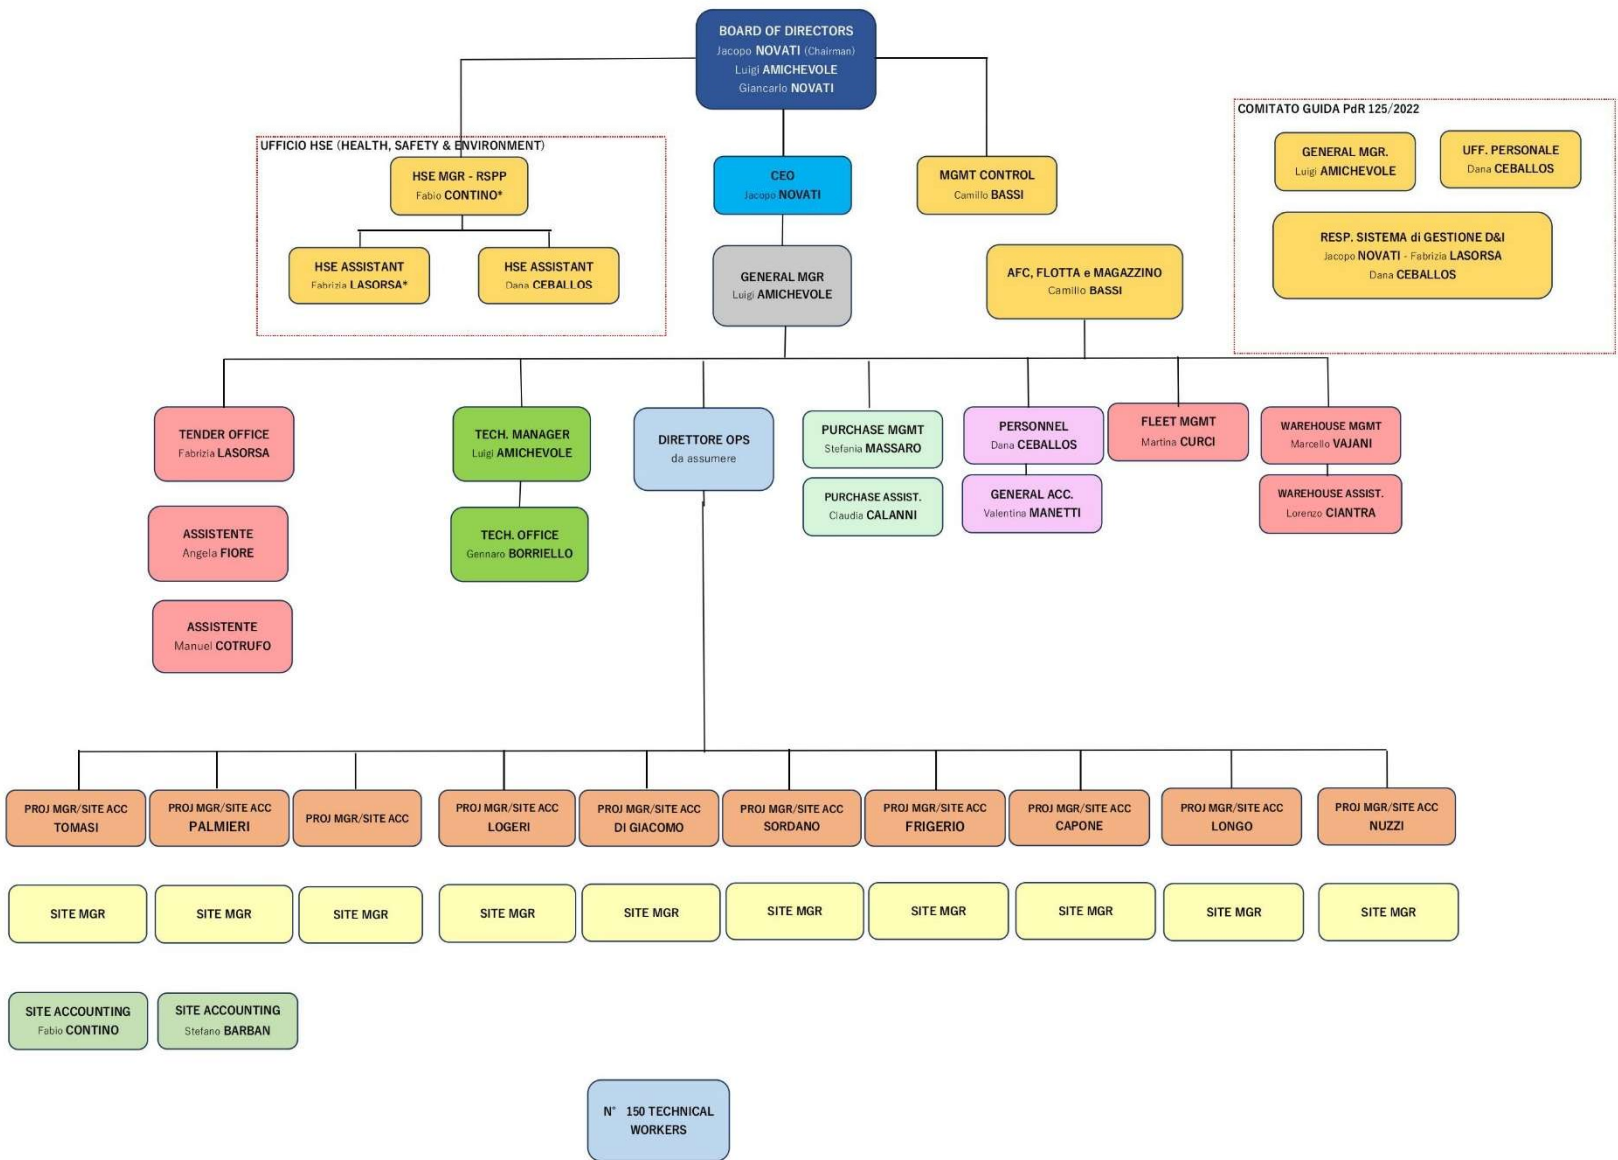 BOARD OF DIRECTORS
Jacopo NOVATI (Chairman)
Luigi AMICHEVOLE
Giancarlo NOVATI
COMITATO GUIDA PdR 125/2022
GENERAL MGR.
Luigi AMICHEVOLE
UFF. PERSONALE
Dana CEBALLOS
RESP. SISTEMA di GESTIONE D&I
Jacopo NOVATI - Fabrizia LASORSA
Dana CEBALLOS
UFFICIO HSE (HEALTH, SAFETY & ENVIRONMENT)
HSE MGR - RSPP
Fabio CONTINO*
HSE ASSISTANT
Fabrizia LASORSA*
HSE ASSISTANT
Dana CEBALLOS
CEO
Jacopo NOVATI
MGMT CONTROL
Camillo BASSI
GENERAL MGR
Luigi AMICHEVOLE
AFC, FLOTTA e MAGAZZINO
Camillo BASSI
TENDER OFFICE
Fabrizia LASORSA
TECH. MANAGER
Luigi AMICHEVOLE
DIRETTORE OPS
da assumere
PURCHASE MGMT
Stefania MASSARO
PERSONNEL
Dana CEBALLOS
FLEET MGMT
Martina CURCI
WAREHOUSE MGMT
Marcello VAJANI
ASSISTENTE
Angela FIORE
TECH. OFFICE
Gennaro BORRIELLO
PURCHASE ASSIST.
Claudia CALANNI
GENERAL ACC.
Valentina MANETTI
WAREHOUSE ASSIST.
Lorenzo CIANTRA
ASSISTENTE
Manuel COTRUFO
PROJ MGR/SITE ACC
TOMASI
PROJ MGR/SITE ACC
PALMIERI
PROJ MGR/SITE ACC
PROJ MGR/SITE ACC
LOGERI
PROJ MGR/SITE ACC
DI GIACOMO
PROJ MGR/SITE ACC
SORDANO
PROJ MGR/SITE ACC
FRIGERIO
PROJ MGR/SITE ACC
CAPONE
PROJ MGR/SITE ACC
LONGO
PROJ MGR/SITE ACC
NUZZI
SITE MGR
SITE MGR
SITE MGR
SITE MGR
SITE MGR
SITE MGR
SITE MGR
SITE MGR
SITE MGR
SITE MGR
SITE ACCOUNTING
Fabio CONTINO
SITE ACCOUNTING
Stefano BARBAN
N° 150 TECHNICAL
WORKERS